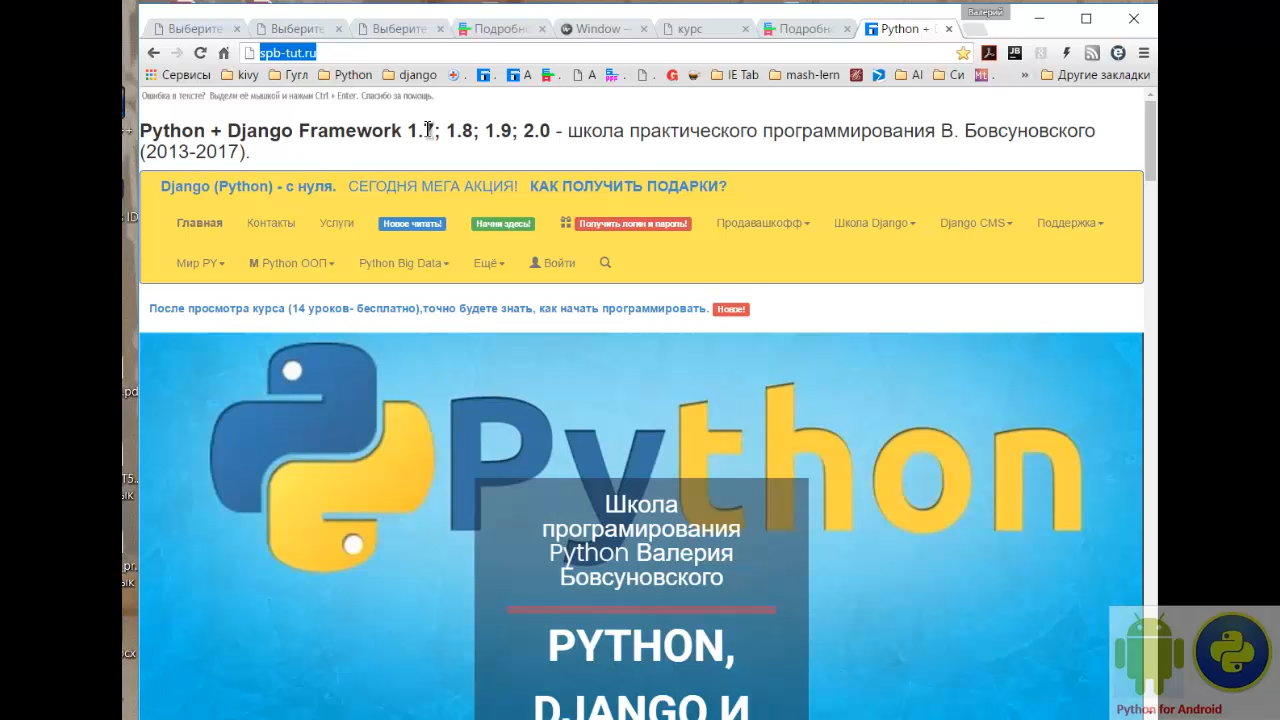 Валерий
Выберите
Выберите
Выберите
Подробно
Window —
курс
Подробно
Python +
spb-tut.ru
Сервисы kivy Гугл Python django A A IE Tab mash-lern AI Си » Другие закладки
Ошибка в тексте? Выдели её мышкой и нажми Ctrl + Enter. Спасибо за помощь.
Python + Django Framework 1.7; 1.8; 1.9; 2.0 - школа практического программирования В. Бовсуновского
(2013-2017).
Django (Python) - с нуля. СЕГОДНЯ МЕГА АКЦИЯ! КАК ПОЛУЧИТЬ ПОДАРКИ?
Главная Контакты Услуги Новое читать! Начни здесь! Получить логин и пароль! Продавашкофф Школа Django Django CMS Поддержка
Мир PY M Python ООП Python Big Data Ещё Войти
После просмотра курса (14 уроков- бесплатно),точно будете знать, как начать программировать. Новое!
Python
Школа
програмирования
Python Валерия
Бовсуновского
PYTHON,
DJANGO И
Python for Android